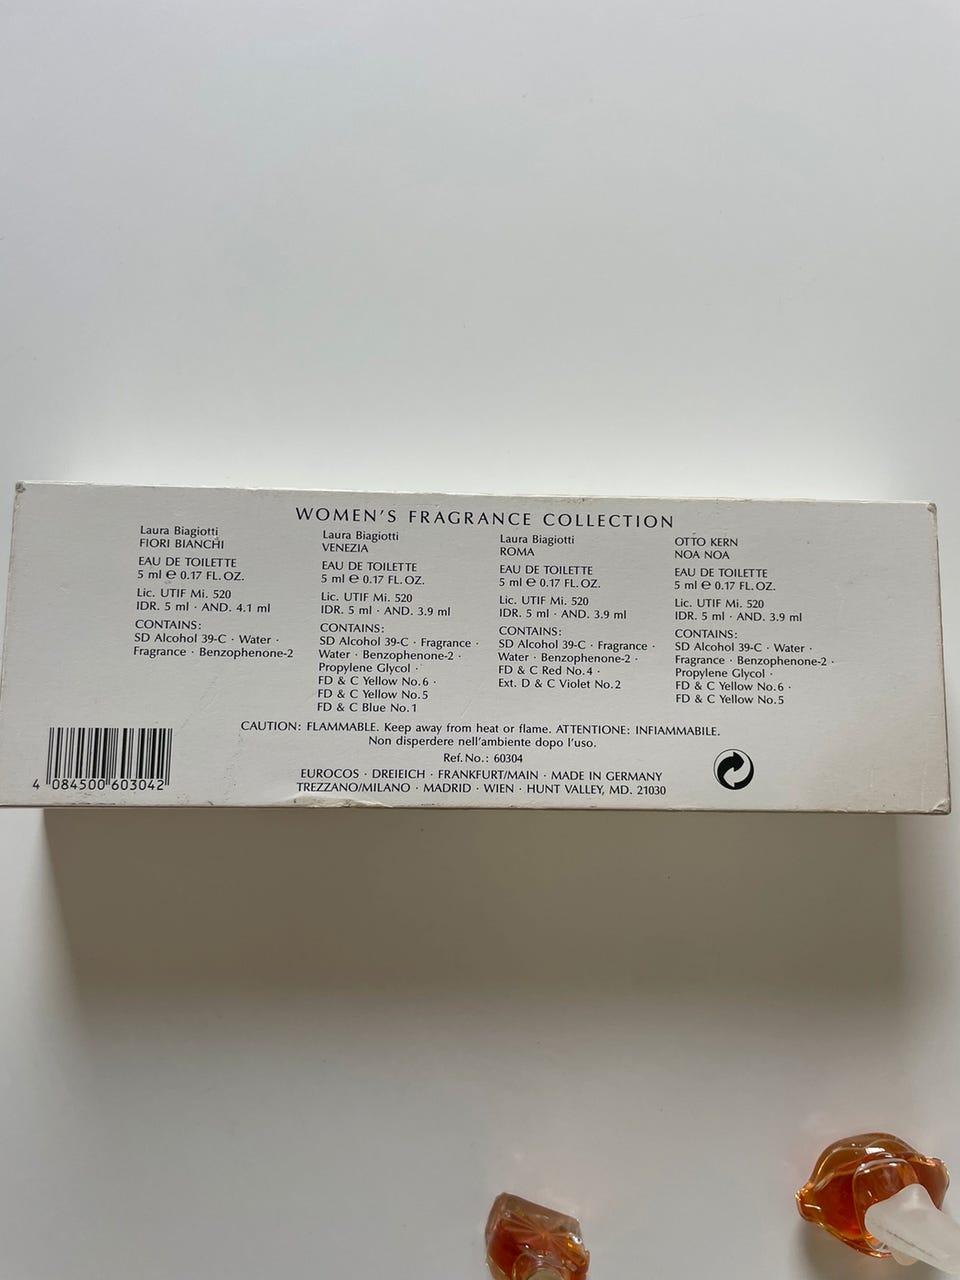 WOMEN'S FRAGRANCE COLLECTION
Laura Biagiotti
FIORI BIANCHI
EAU DE TOILETTE
5 ml ℮ 0.17 FL. OZ.
Lic. UTIF Mi. 520
IDR. 5 ml · AND. 4.1 ml
CONTAINS:
SD Alcohol 39-C · Water ·
Fragrance · Benzophenone-2
Laura Biagiotti
VENEZIA
EAU DE TOILETTE
5 ml ℮ 0.17 FL. OZ.
Lic. UTIF Mi. 520
IDR. 5 ml · AND. 3.9 ml
CONTAINS:
SD Alcohol 39-C · Fragrance ·
Water · Benzophenone-2 ·
Propylene Glycol ·
FD & C Yellow No. 6 ·
FD & C Yellow No. 5
FD & C Blue No. 1
Laura Biagiotti
ROMA
EAU DE TOILETTE
5 ml ℮ 0.17 FL. OZ.
Lic. UTIF Mi. 520
IDR. 5 ml · AND. 3.9 ml
CONTAINS:
SD Alcohol 39-C · Fragrance ·
Water · Benzophenone-2 ·
FD & C Red No. 4 ·
Ext. D & C Violet No. 2
OTTO KERN
NOA NOA
EAU DE TOILETTE
5 ml ℮ 0.17 FL. OZ.
Lic. UTIF Mi. 520
IDR. 5 ml · AND. 3.9 ml
CONTAINS:
SD Alcohol 39-C · Water ·
Fragrance · Benzophenone-2 ·
Propylene Glycol ·
FD & C Yellow No. 6 ·
FD & C Yellow No. 5
CAUTION: FLAMMABLE. Keep away from heat or flame. ATTENTIONE: INFIAMMABILE.
Non disperdere nell'ambiente dopo l'uso.
Ref. No.: 60304
EUROCOS · DREIEICH · FRANKFURT/MAIN · MADE IN GERMANY
TREZZANO/MILANO · MADRID · WIEN · HUNT VALLEY, MD. 21030
4 084500 603042